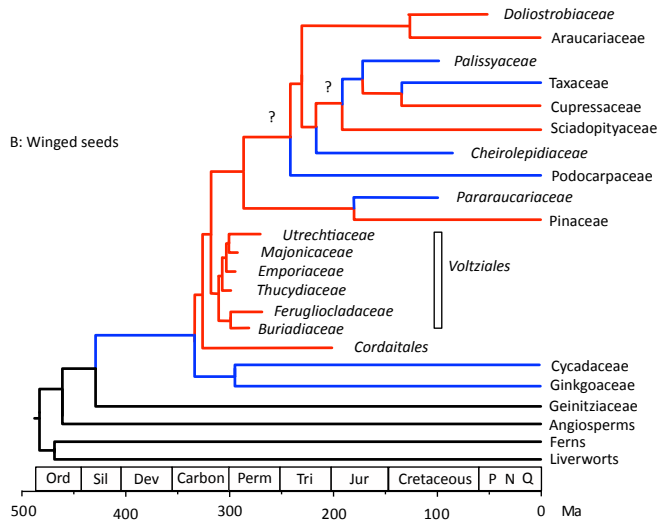 Doliostrobiaceae
Araucariaceae
Palissyaceae
?
Taxaceae
?
Cupressaceae
Sciadopityaceae
B: Winged seeds
Cheirolepidiaceae
Podocarpaceae
Pararaucariaceae
Pinaceae
Utrechtiaceae
Majonicaceae
Voltziales
Emporiaceae
Thucydiaceae
Ferugliocladaceae
Buriadiaceae
Cordaitales
Cycadaceae
Ginkgoaceae
Geinitziaceae
Angiosperms
Ferns
Liverworts
Ord Sil Dev Carbon Perm Tri Jur Cretaceous P N Q
500 400 300 200 100 0 Ma